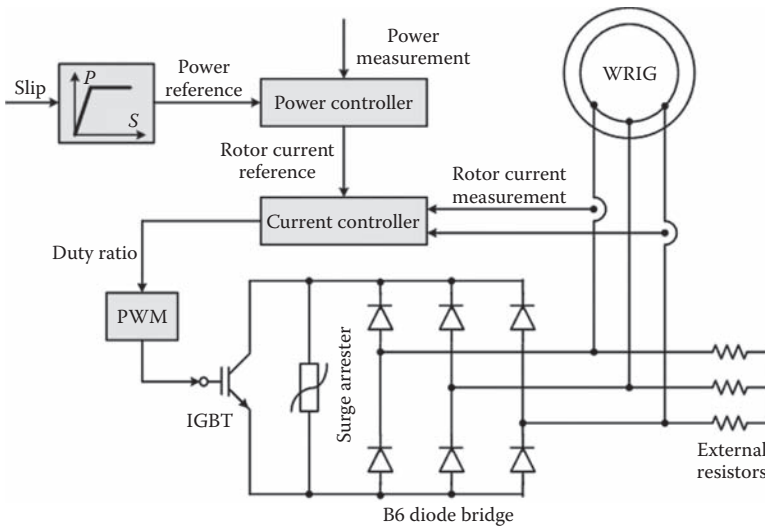 Slip
P
S
Power
reference
Power
measurement
Power controller
WRIG
Rotor current
reference
Rotor current
measurement
Current controller
Duty ratio
PWM
IGBT
Surge arrester
External
resistors
B6 diode bridge